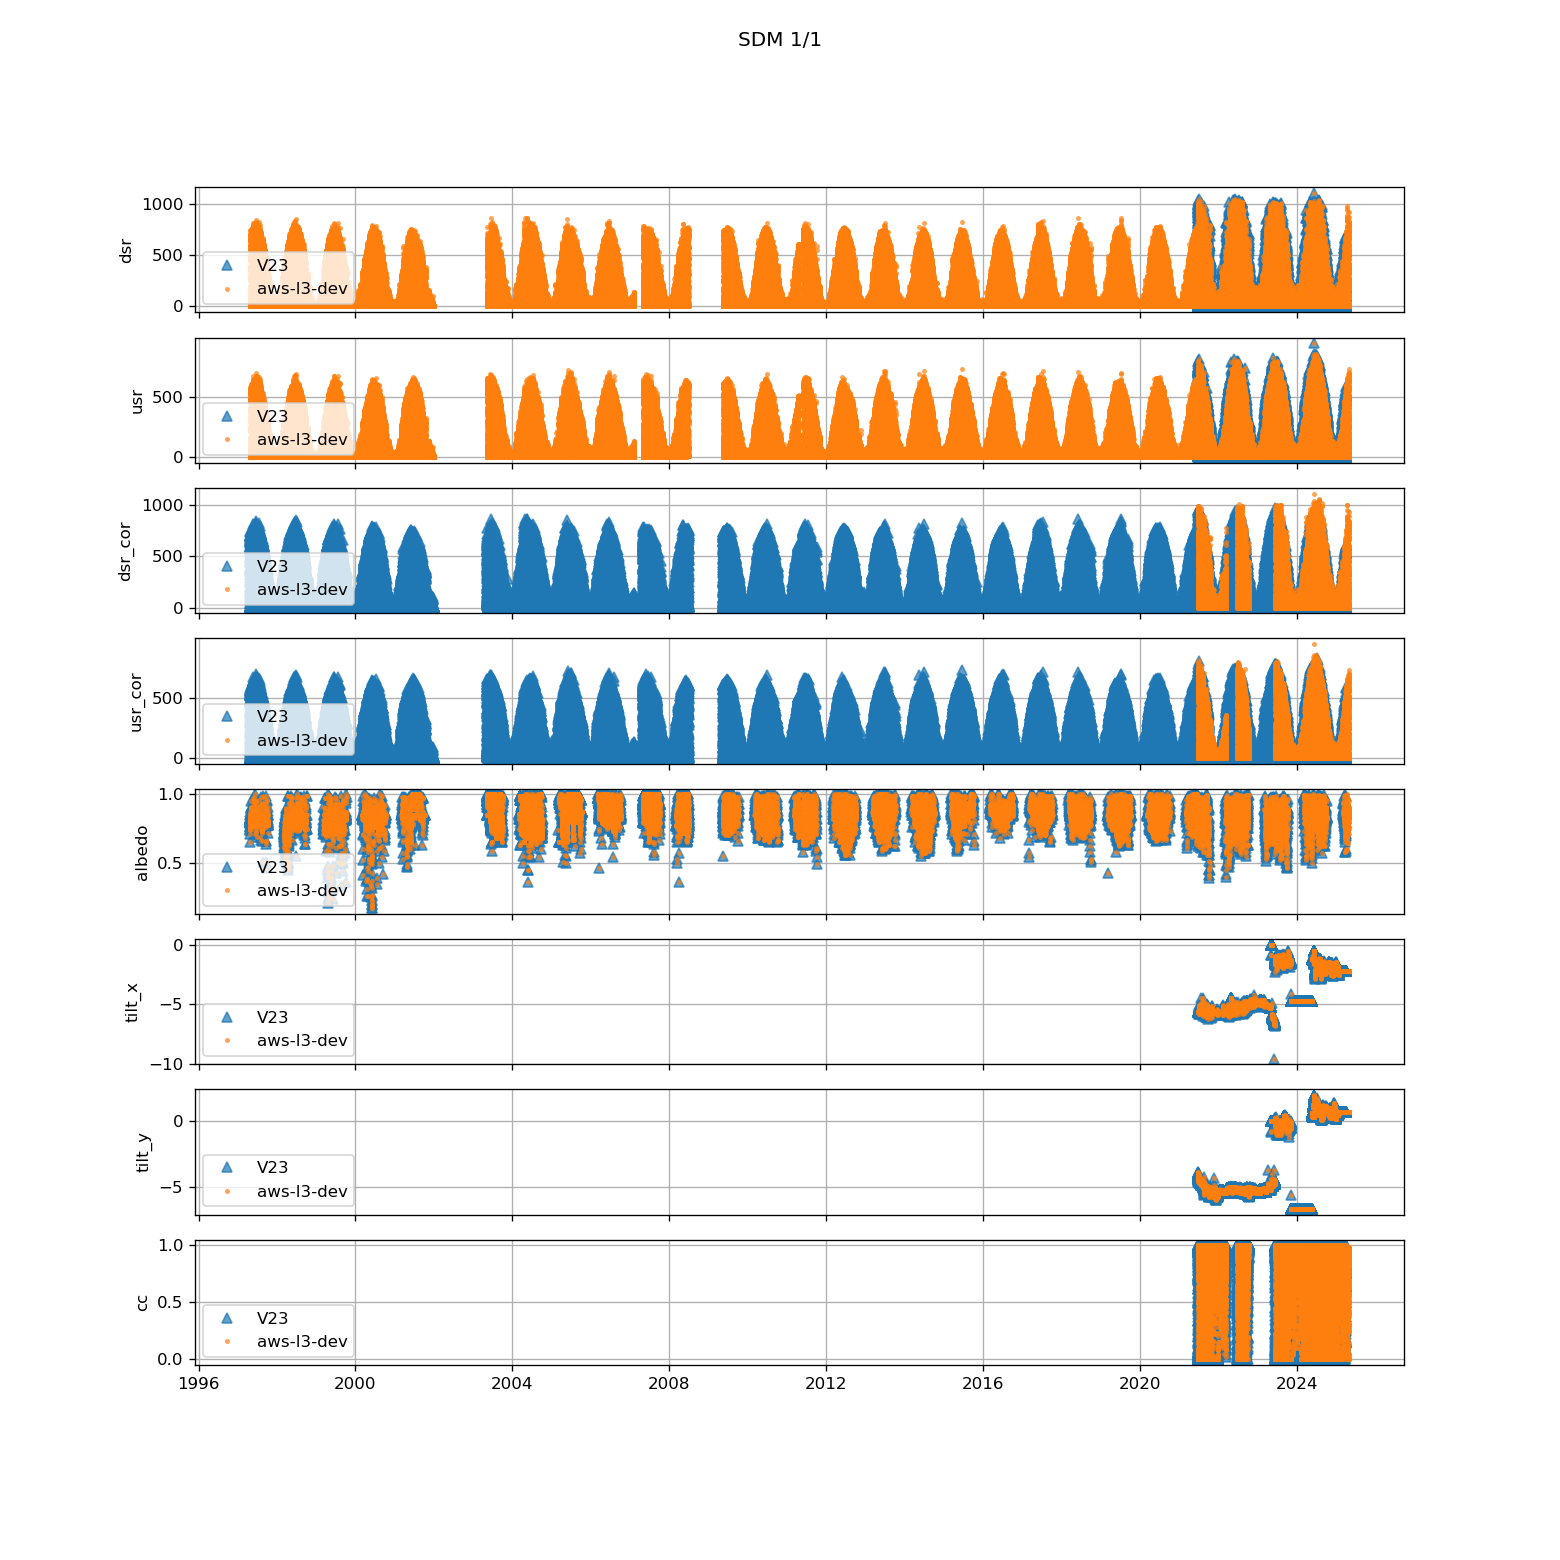 SDM 1/1
dsr
1000
500
0
V23
aws-l3-dev
usr
500
0
V23
aws-l3-dev
dsr_cor
1000
500
0
V23
aws-l3-dev
usr_cor
500
0
V23
aws-l3-dev
albedo
1.0
0.5
V23
aws-l3-dev
tilt_x
0
−5
−10
V23
aws-l3-dev
tilt_y
0
−5
V23
aws-l3-dev
cc
1.0
0.5
0.0
V23
aws-l3-dev
1996 2000 2004 2008 2012 2016 2020 2024